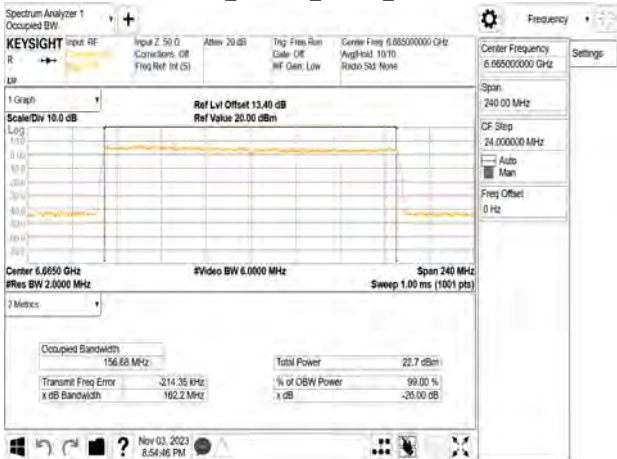 Spectrum Analyzer 1
Occupied BW
Frequency
KEYSIGHT Input: RF
R
Input Z: 50 Ω
Corrections: Off
Freq Ref: Int (S)
Atten: 20 dB
Trig: Free Run
Gate: Off
#IF Gain: Low
Center Freq: 6.665000000 GHz
Avg|Hold: 10/10
Radio Std: None
Center Frequency
6.665000000 GHz
Settings
Span
240.00 MHz
CF Step
24.000000 MHz
Auto
Man
Freq Offset
0 Hz
1 Graph
Scale/Div 10.0 dB
Ref Lvl Offset 13.40 dB
Ref Value 20.00 dBm
Log
10.0
0.00
Center 6.6650 GHz
#Res BW 2.0000 MHz
#Video BW 6.0000 MHz
Span 240 MHz
Sweep 1.00 ms (1001 pts)
2 Metrics
Occupied Bandwidth
156.68 MHz
Total Power 22.7 dBm
Transmit Freq Error -214.35 kHz
% of OBW Power 99.00 %
x dB Bandwidth 162.2 MHz
x dB -26.00 dB
?
Nov 03, 2023
8:54:46 PM